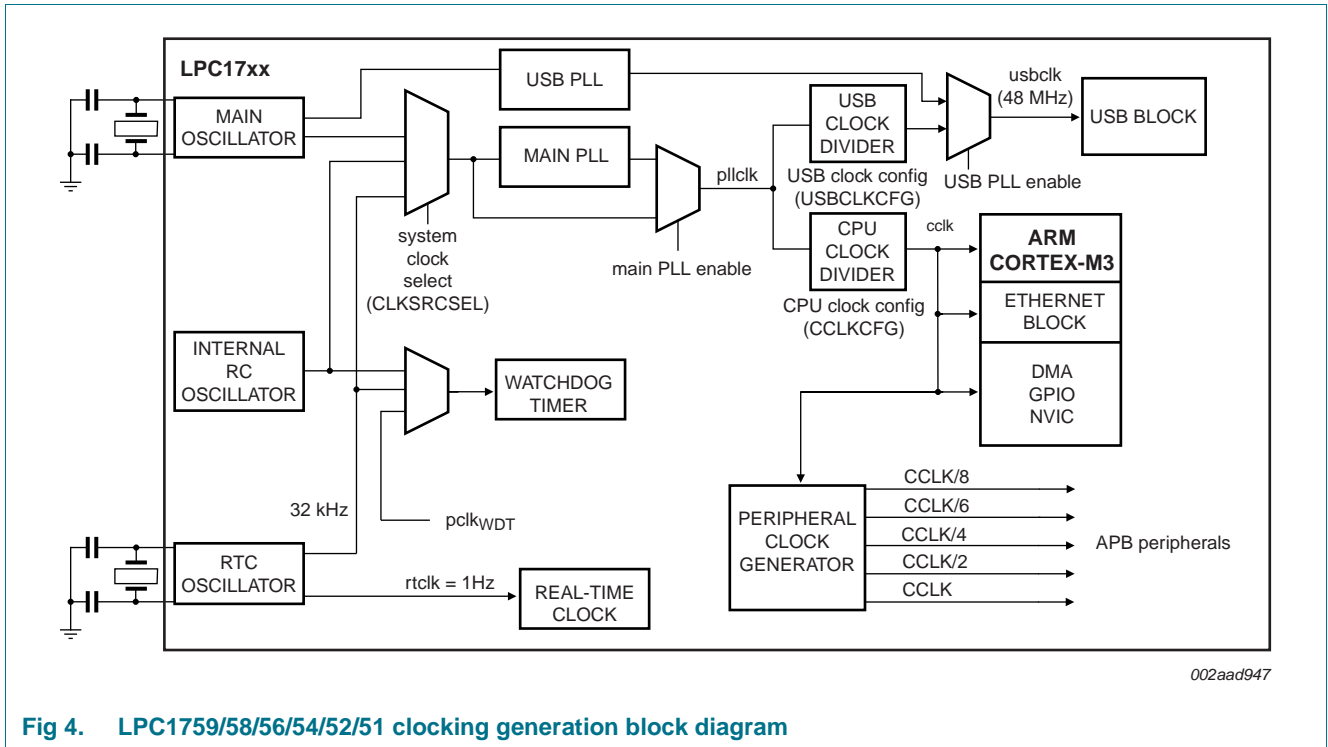 LPC17xx
MAIN
OSCILLATOR
USB PLL
MAIN PLL
system
clock
select
(CLKSRCSEL)
main PLL enable
pllclk
USB
CLOCK
DIVIDER
USB clock config
(USBCLKCFG)
usbclk
(48 MHz)
USB BLOCK
USB PLL enable
CPU
CLOCK
DIVIDER
CPU clock config
(CCLKCFG)
cclk
ARM
CORTEX-M3
ETHERNET
BLOCK
DMA
GPIO
NVIC
INTERNAL
RC
OSCILLATOR
WATCHDOG
TIMER
32 kHz
pclkWDT
RTC
OSCILLATOR
rtclk = 1Hz
REAL-TIME
CLOCK
PERIPHERAL
CLOCK
GENERATOR
CCLK/8
CCLK/6
CCLK/4
CCLK/2
CCLK
APB peripherals
002aad947
Fig 4. LPC1759/58/56/54/52/51 clocking generation block diagram